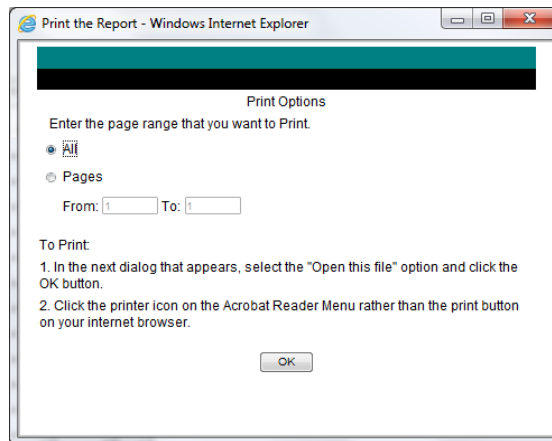 Print the Report - Windows Internet Explorer
Print Options
Enter the page range that you want to Print.
All
Pages
From: 1 To: 1
To Print:
1. In the next dialog that appears, select the "Open this file" option and click the
OK button.
2. Click the printer icon on the Acrobat Reader Menu rather than the print button
on your internet browser.
OK